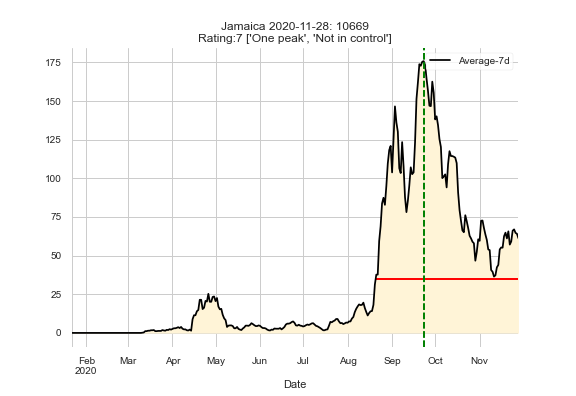 Jamaica 2020-11-28: 10669
Rating:7 ['One peak', 'Not in control']
Average-7d
175
150
125
100
75
50
25
0
Feb Mar Apr May Jun Jul Aug Sep Oct Nov
2020
Date